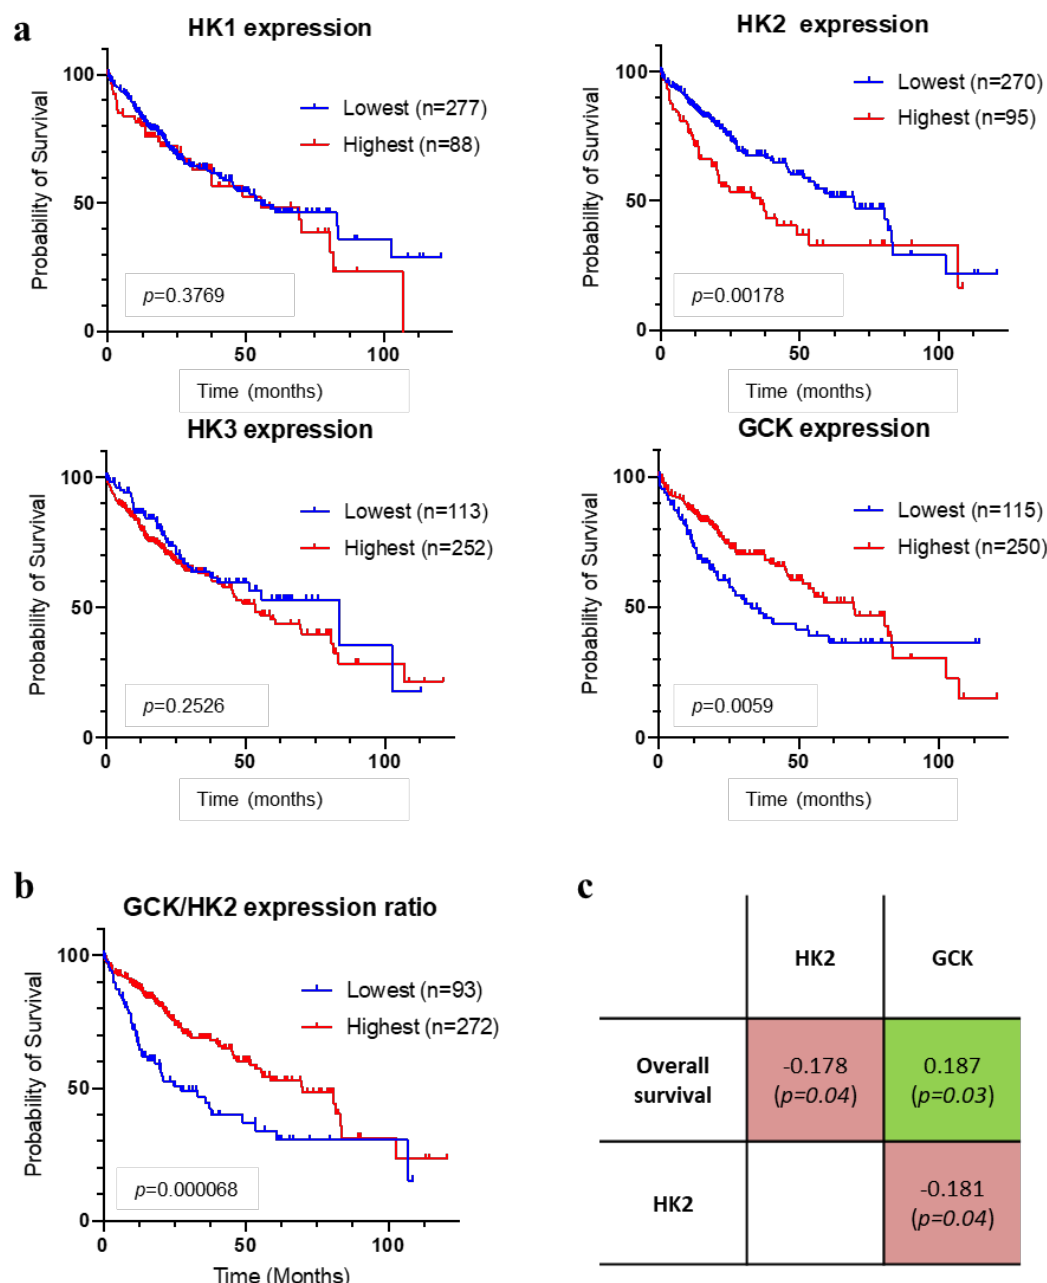 a
HK1 expression
100
50
0
Probability of Survival
Lowest (n=277)
Highest (n=88)
p=0.3769
0 50 100
Time (months)
HK2 expression
100
50
0
Probability of Survival
Lowest (n=270)
Highest (n=95)
p=0.00178
0 50 100
Time (months)
HK3 expression
100
50
0
Probability of Survival
Lowest (n=113)
Highest (n=252)
p=0.2526
0 50 100
Time (months)
GCK expression
100
50
0
Probability of Survival
Lowest (n=115)
Highest (n=250)
p=0.0059
0 50 100
Time (months)
b
GCK/HK2 expression ratio
100
50
0
Probability of Survival
Lowest (n=93)
Highest (n=272)
p=0.000068
0 50 100
Time (Months)
c
HK2 GCK
Overall
survival
-0.178
(p=0.04)
0.187
(p=0.03)
HK2
-0.181
(p=0.04)